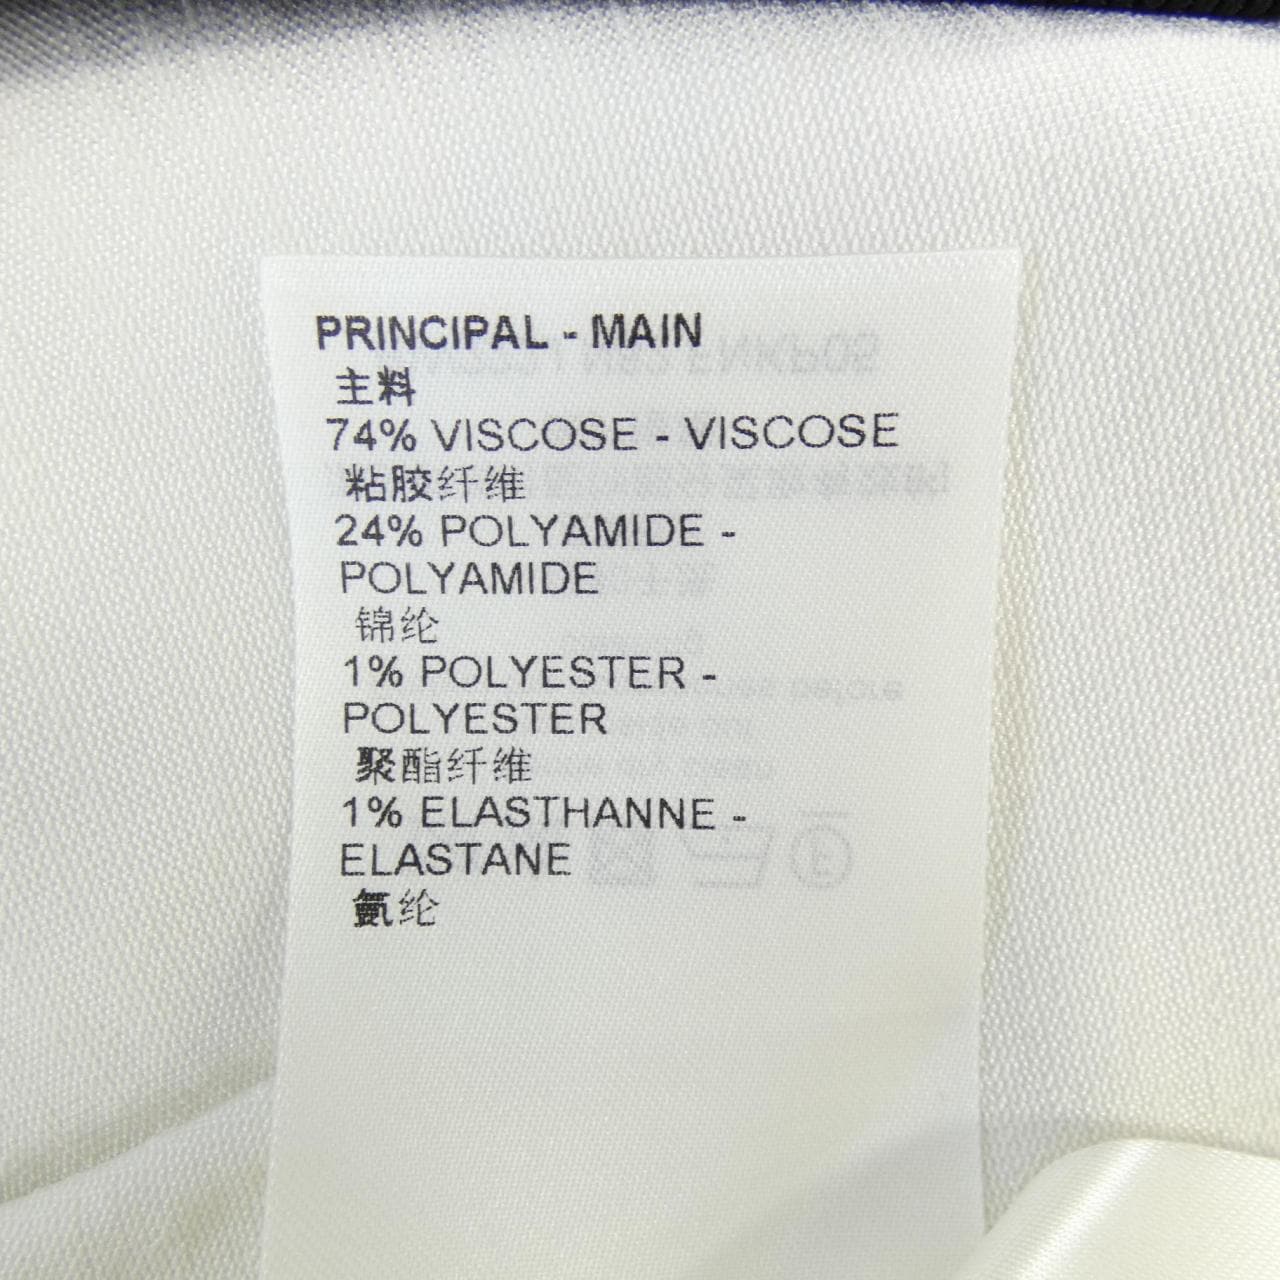 PRINCIPAL - MAIN
主料
74% VISCOSE - VISCOSE
粘胶纤维
24% POLYAMIDE -
POLYAMIDE
锦纶
1% POLYESTER -
POLYESTER
聚酯纤维
1% ELASTHANNE -
ELASTANE
氨纶